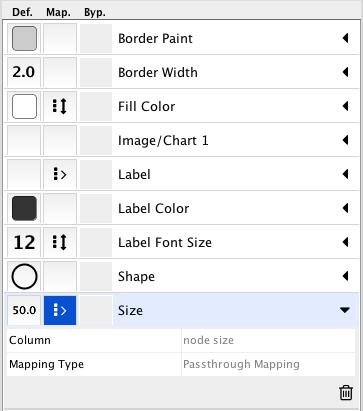 Def. Map. Byp.
Border Paint
2.0 Border Width
Fill Color
Image/Chart 1
Label
Label Color
12 Label Font Size
Shape
50.0 Size
Column node size
Mapping Type Passthrough Mapping